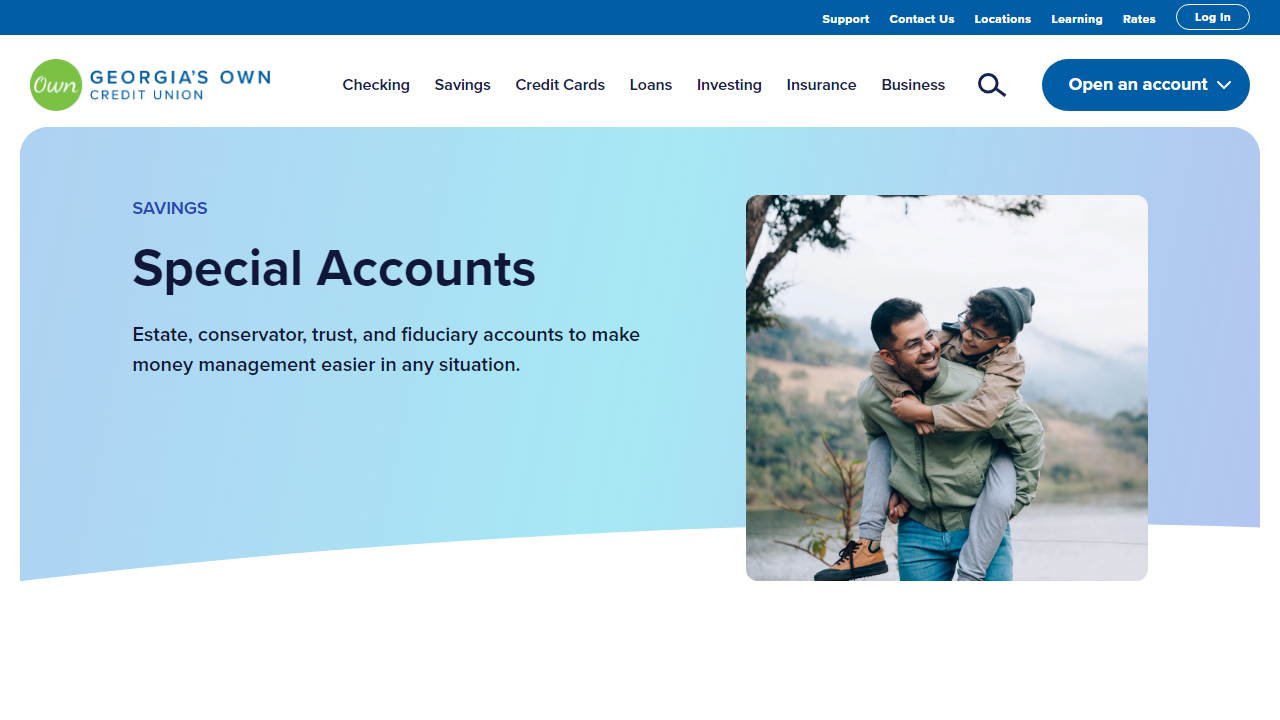 Support Contact Us Locations Learning Rates Log In
Own GEORGIA'S OWN
CREDIT UNION
Checking Savings Credit Cards Loans Investing Insurance Business Open an account
SAVINGS
Special Accounts
Estate, conservator, trust, and fiduciary accounts to make
money management easier in any situation.